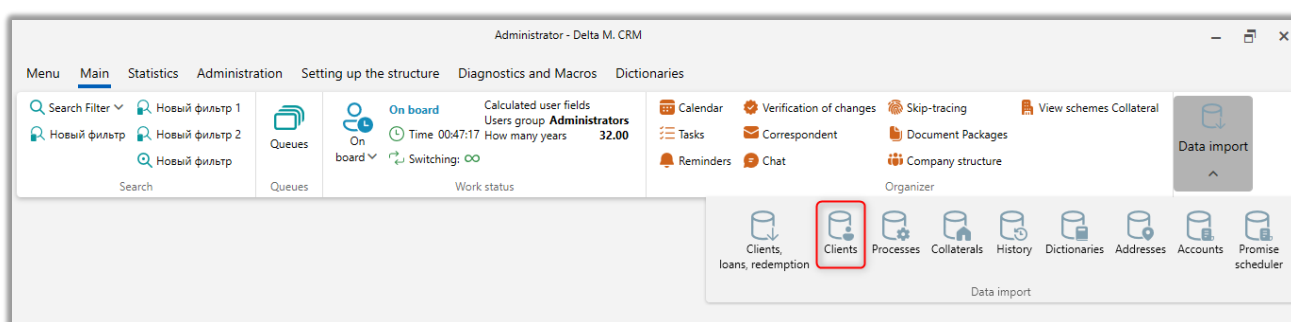 Administrator - Delta M. CRM
Menu Main Statistics Administration Setting up the structure Diagnostics and Macros Dictionaries
Search Filter
Новый фильтр
Новый фильтр 1
Новый фильтр 2
Новый фильтр
Search
Queues
Queues
On
board
On board
Time 00:47:17
Switching:
Calculated user fields
Users group Administrators
How many years 32.00
Work status
Calendar
Tasks
Reminders
Verification of changes
Correspondent
Chat
Skip-tracing
Document Packages
Company structure
View schemes Collateral
Organizer
Data import
Clients,
loans, redemption
Clients
Processes
Collaterals
History
Dictionaries
Addresses
Accounts
Promise
scheduler
Data import